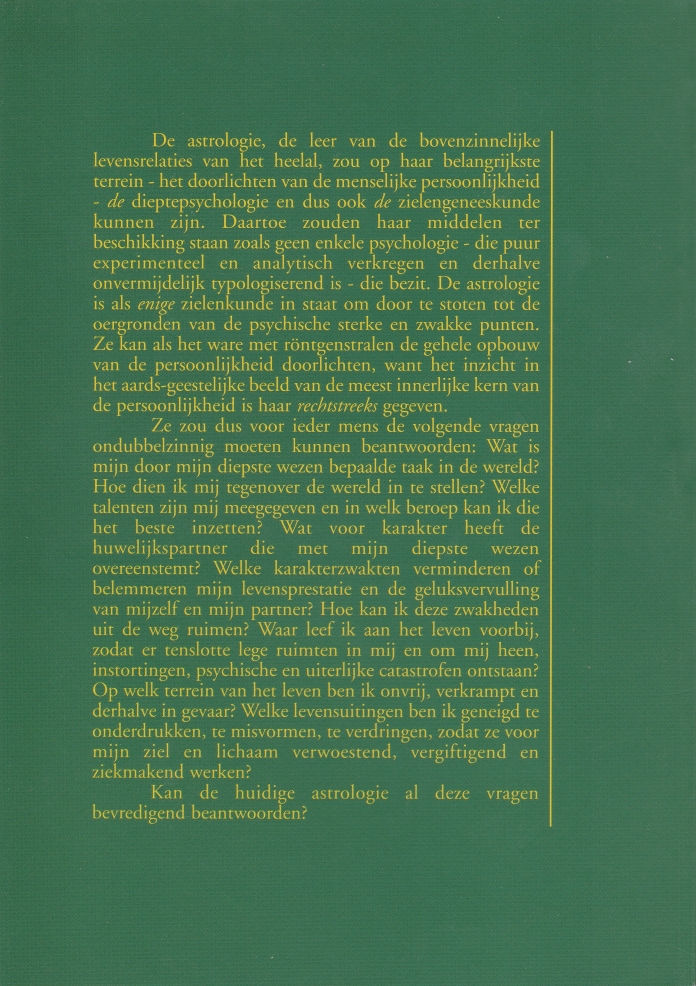 De astrologie, de leer van de bovenzinnelijke
levensrelaties van het heelal, zou op haar belangrijkste
terrein - het doorlichten van de menselijke persoonlijkheid
- de dieptepsychologie en dus ook de zielengeneeskunde
kunnen zijn. Daartoe zouden haar middelen ter
beschikking staan zoals geen enkele psychologie - die puur
experimenteel en analytisch verkregen en derhalve
onvermijdelijk typologiserend is - die bezit. De astrologie
is als enige zielenkunde in staat om door te stoten tot de
oergronden van de psychische sterke en zwakke punten.
Ze kan als het ware met röntgenstralen de gehele opbouw
van de persoonlijkheid doorlichten, want het inzicht in
het aards-geestelijke beeld van de meest innerlijke kern van
de persoonlijkheid is haar rechtstreeks gegeven.
Ze zou dus voor ieder mens de volgende vragen
ondubbelzinnig moeten kunnen beantwoorden: Wat is
mijn door mijn diepste wezen bepaalde taak in de wereld?
Hoe dien ik mij tegenover de wereld in te stellen? Welke
talenten zijn mij meegegeven en in welk beroep kan ik die
het beste inzetten? Wat voor karakter heeft de
huwelijkspartner die met mijn diepste wezen
overeenstemt? Welke karakterzwakten verminderen of
belemmeren mijn levensprestatie en de geluksvervulling
van mijzelf en mijn partner? Hoe kan ik deze zwakheden
uit de weg ruimen? Waar leef ik aan het leven voorbij,
zodat er tenslotte lege ruimten in mij en om mij heen,
instortingen, psychische en uiterlijke catastrofen ontstaan?
Op welk terrein van het leven ben ik onvrij, verkrampt en
derhalve in gevaar? Welke levensuitingen ben ik geneigd te
onderdrukken, te misvormen, te verdringen, zodat ze voor
mijn ziel en lichaam verwoestend, vergiftigend en
ziekmakend werken?
Kan de huidige astrologie al deze vragen
bevredigend beantwoorden?